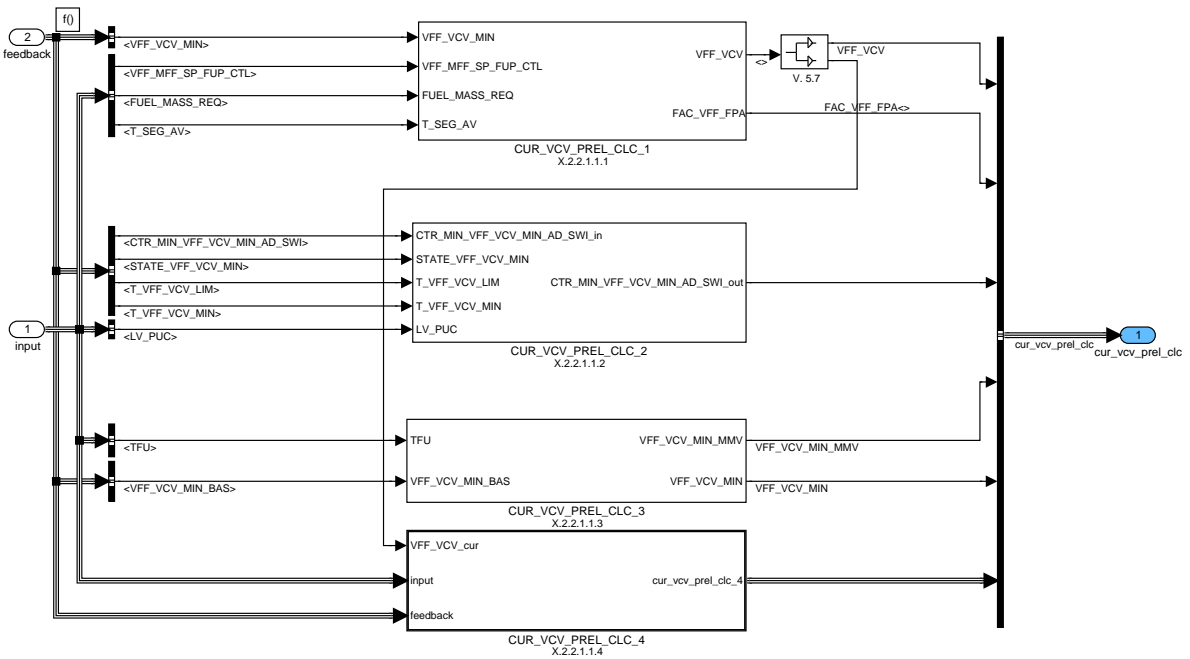 f()
2
feedback
<VFF_VCV_MIN>
<VFF_MFF_SP_FUP_CTL>
<FUEL_MASS_REQ>
<T_SEG_AV>
VFF_VCV_MIN
VFF_MFF_SP_FUP_CTL
FUEL_MASS_REQ
T_SEG_AV
VFF_VCV
FAC_VFF_FPA
CUR_VCV_PREL_CLC_1
X.2.2.1.1.1
<>
V. 5.7
VFF_VCV
FAC_VFF_FPA<>
<CTR_MIN_VFF_VCV_MIN_AD_SWI>
<STATE_VFF_VCV_MIN>
<T_VFF_VCV_LIM>
<T_VFF_VCV_MIN>
<LV_PUC>
CTR_MIN_VFF_VCV_MIN_AD_SWI_in
STATE_VFF_VCV_MIN
T_VFF_VCV_LIM
T_VFF_VCV_MIN
LV_PUC
CTR_MIN_VFF_VCV_MIN_AD_SWI_out
CUR_VCV_PREL_CLC_2
X.2.2.1.1.2
1
input
cur_vcv_prel_clc
1
cur_vcv_prel_clc
<TFU>
<VFF_VCV_MIN_BAS>
TFU
VFF_VCV_MIN_BAS
VFF_VCV_MIN_MMV
VFF_VCV_MIN
VFF_VCV_MIN_MMV
VFF_VCV_MIN
CUR_VCV_PREL_CLC_3
X.2.2.1.1.3
VFF_VCV_cur
input
feedback
cur_vcv_prel_clc_4
CUR_VCV_PREL_CLC_4
X.2.2.1.1.4